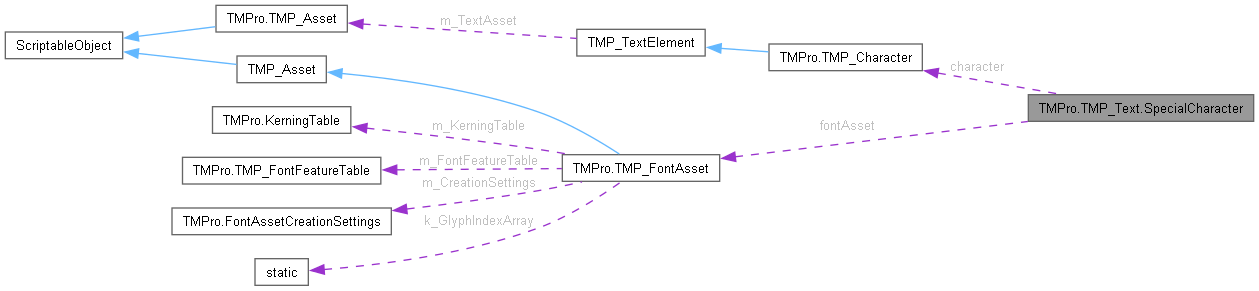 TMPro.TMP_Asset
m_TextAsset
ScriptableObject
TMP_TextElement
TMPro.TMP_Character
TMP_Asset
character
TMPro.TMP_Text.SpecialCharacter
TMPro.KerningTable
m_KerningTable
fontAsset
TMPro.TMP_FontFeatureTable
m_FontFeatureTable
TMPro.TMP_FontAsset
m_CreationSettings
TMPro.FontAssetCreationSettings
k_GlyphIndexArray
static